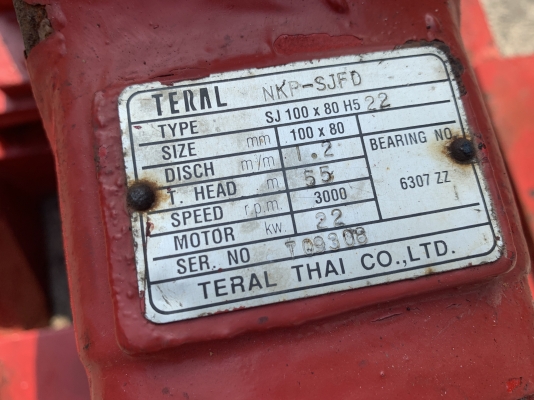 TERAL NKP-SJFD
TYPE SJ 100 x 80 H5 22
SIZE mm 100 x 80
DISCH m/m 1.2
T. HEAD m 55
SPEED r.p.m. 3000
MOTOR kw. 22
BEARING NO.
6307 ZZ
SER.. NO T09308
TERAL THAI CO.,LTD.